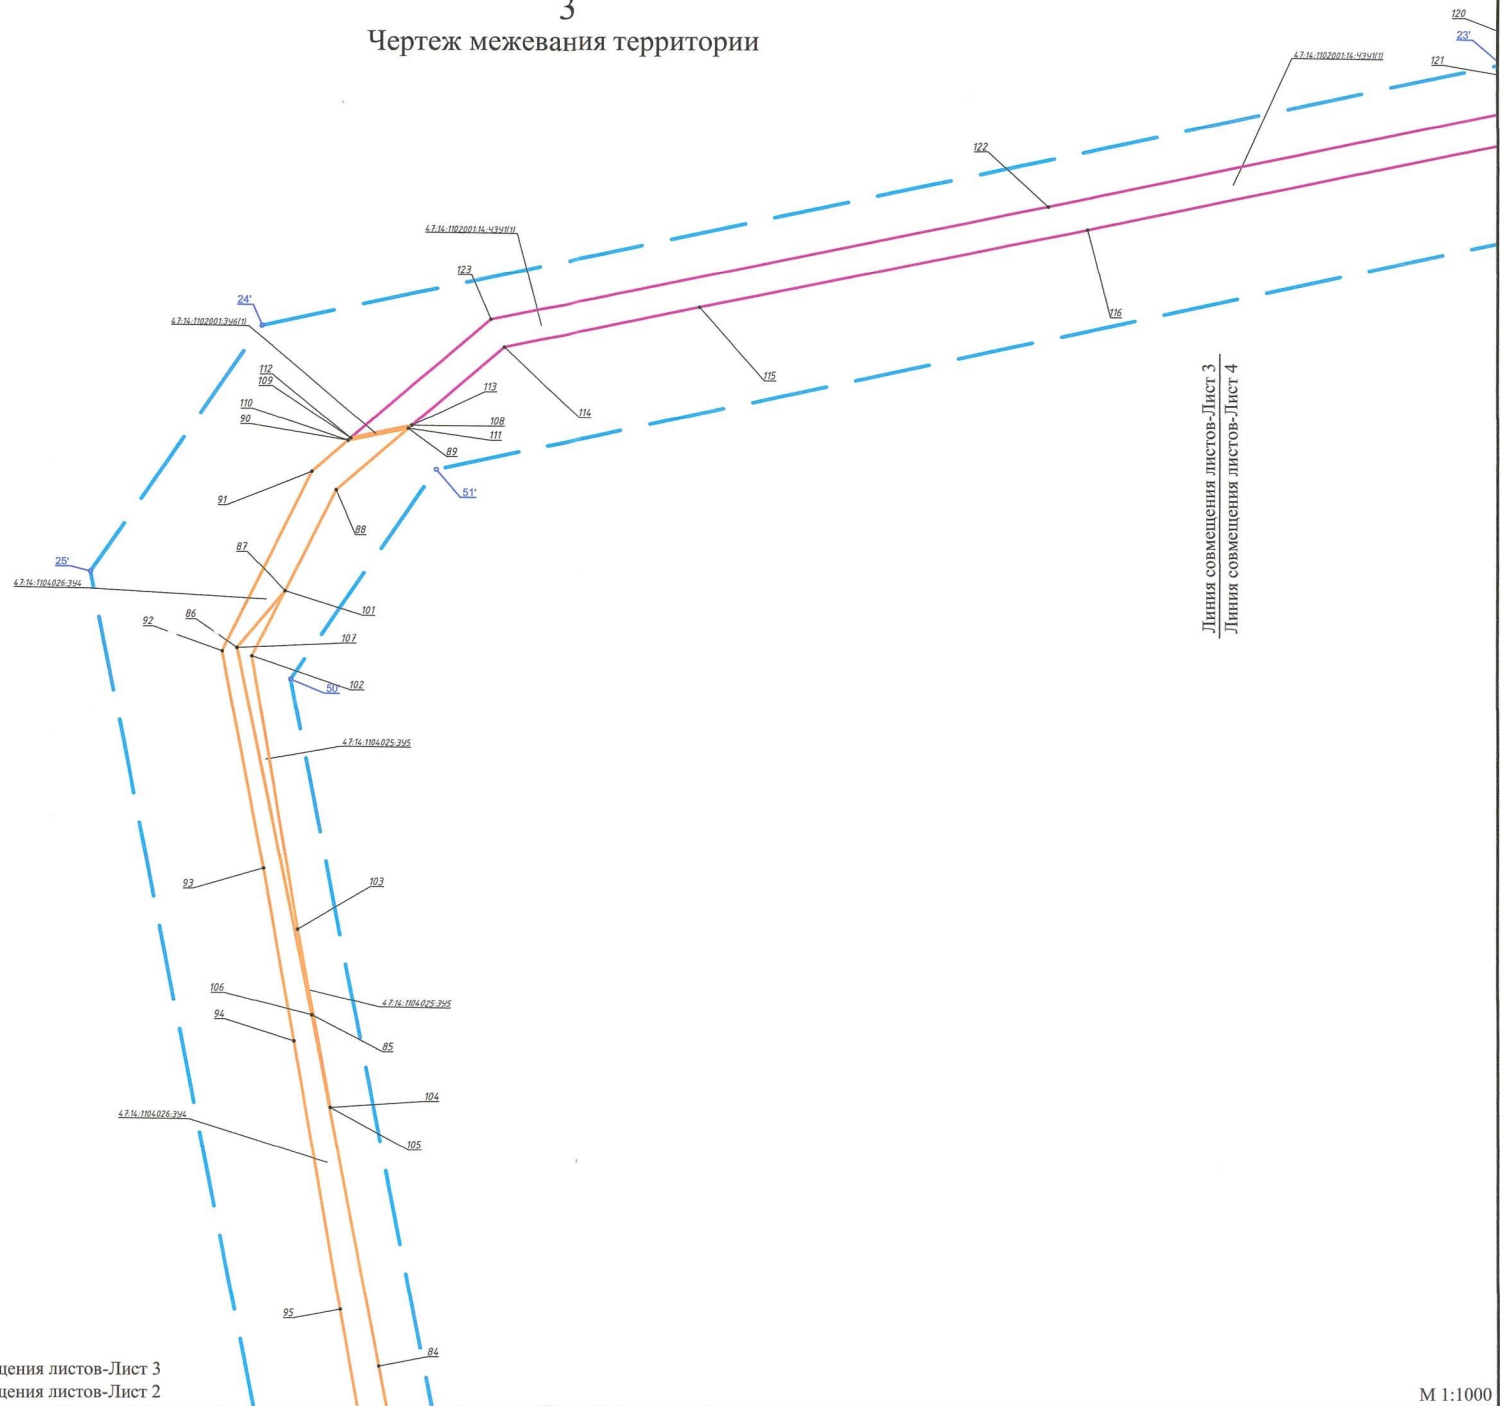 3
Чертеж межевания территории
120
23'
121
47:14:1102001:14:ЧЗУ1(1)
122
47:14:1102001:14:ЧЗУ1(1)
123
24'
47:14:1102001:ЗУ6(1)
116
112
109
115
113
110
90
114
108
111
89
91
51'
88
87
25'
47:14:1104026:ЗУ4
101
86
92
107
102
50'
47:14:1104025:ЗУ5
93
103
106
47:14:1104025:ЗУ5
94
85
104
47:14:1104026:ЗУ4
105
95
84
Линия совмещения листов-Лист 3
Линия совмещения листов-Лист 4
щения листов-Лист 3
щения листов-Лист 2
М 1:1000